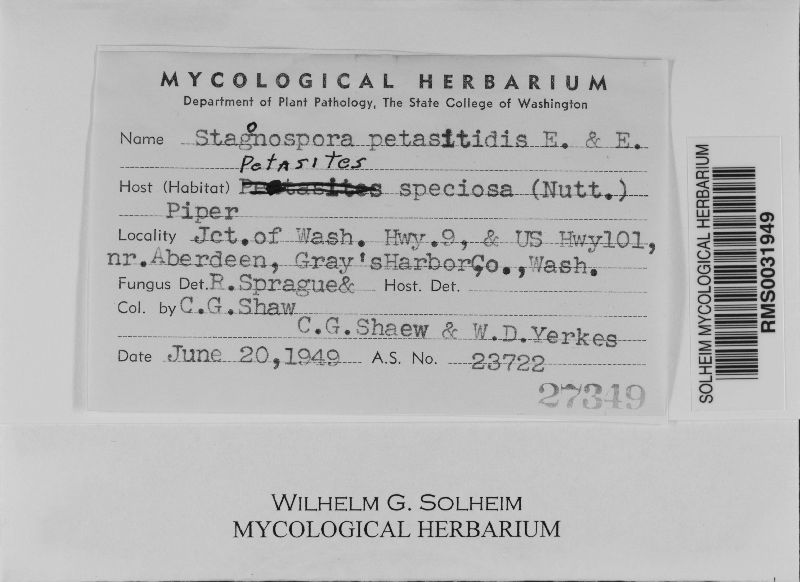 MYCOLOGICAL HERBARIUM
Department of Plant Pathology, The State College of Washington
Name Stagonospora petasitidis E. & E.
Petasites
Host (Habitat) Protasites speciosa (Nutt.)
Piper
Locality Jct.of Wash. Hwy.9, & US Hwy101,
nr.Aberdeen, Gray'sHarborCo.,Wash.
Fungus Det. R.Sprague& Host. Det.
Col. by C.G.Shaw
C.G.Shaew & W.D.Yerkes
Date June 20,1949 A.S. No. 23722
27349
SOLHEIM MYCOLOGICAL HERBARIUM
RMS0031949
WILHELM G. SOLHEIM
MYCOLOGICAL HERBARIUM